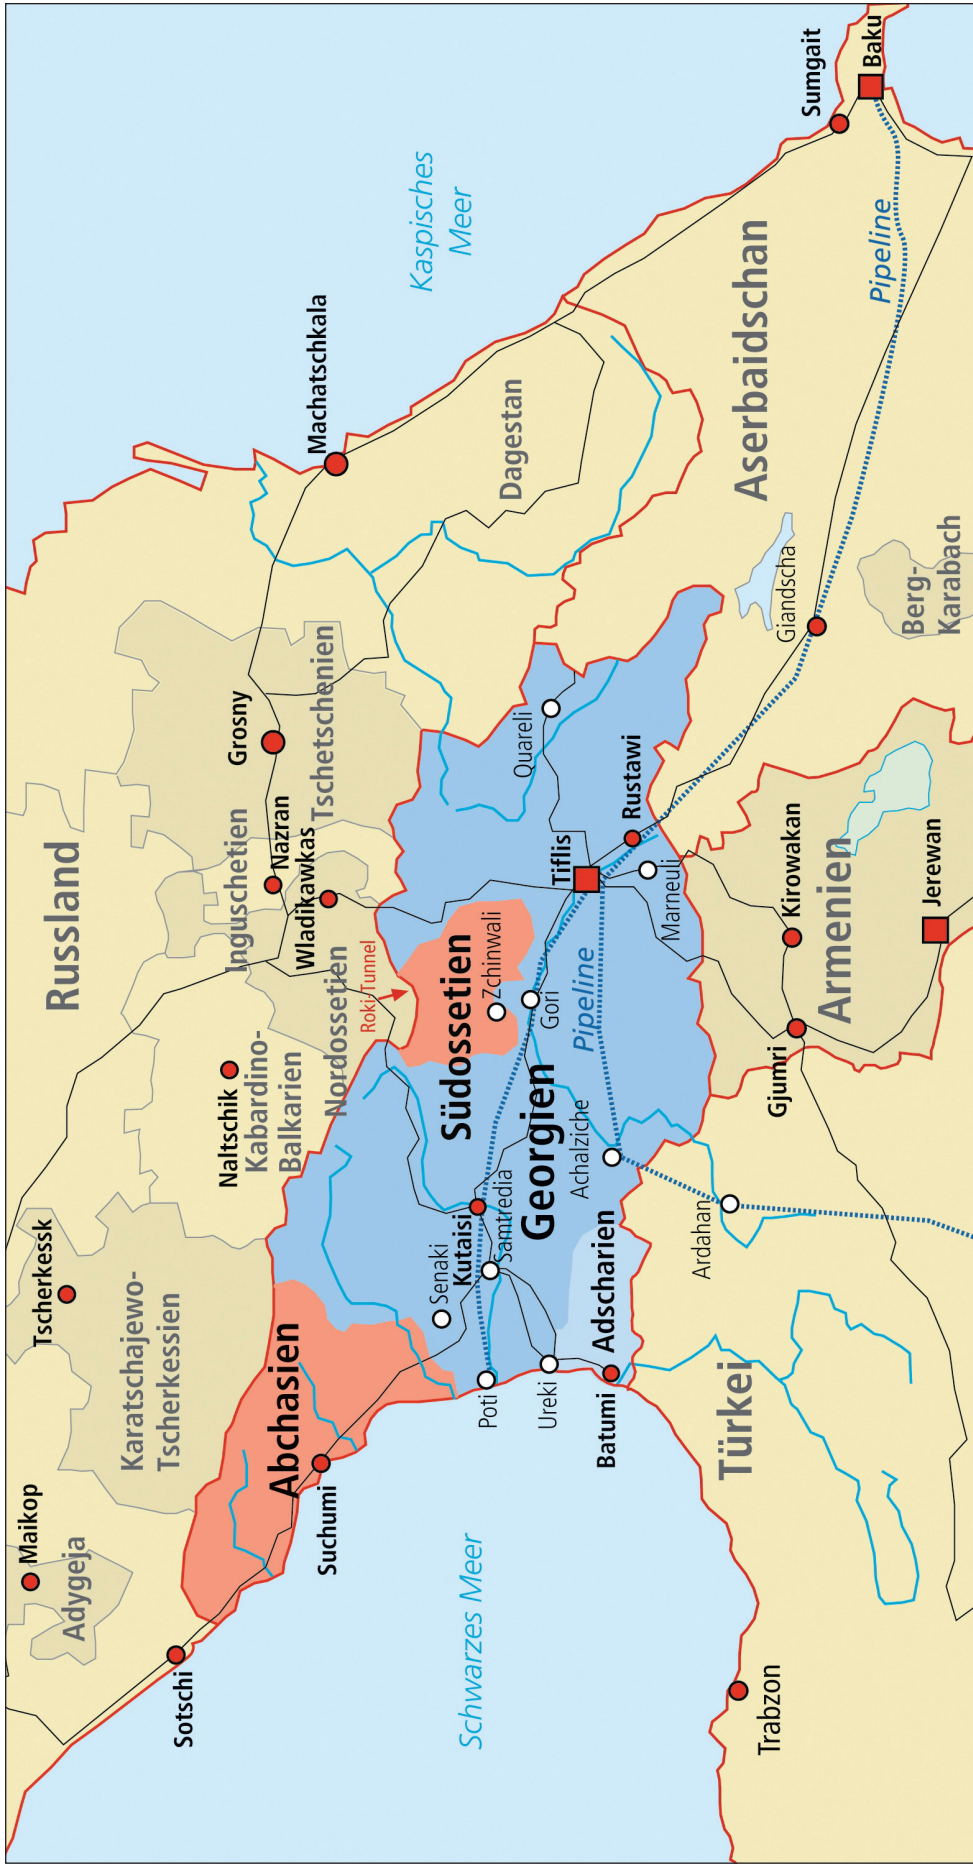 Maikop
Adygeja
Sotschi
Tscherkessk
Karatschajewo-
Tscherkessien
Naltschik
Kabardino-
Balkarien
Russland
Inguschetien
Nazran
Wladikawkas
Nordossetien
Grosny
Tschetschenien
Machatschkala
Dagestan
Kaspisches
Meer
Abchasien
Suchumi
Roki-Tunnel
Südossetien
Zchinwali
Senaki
Kutaisi
Samtredia
Poti
Ureki
Georgien
Gori
Pipeline
Tiflis
Quareli
Rustawi
Marneuli
Achalziche
Adscharien
Batumi
Schwarzes Meer
Trabzon
Türkei
Ardahan
Gjumri
Kirowakan
Armenien
Jerewan
Giandscha
Berg-
Karabach
Aserbaidschan
Pipeline
Sumgait
Baku